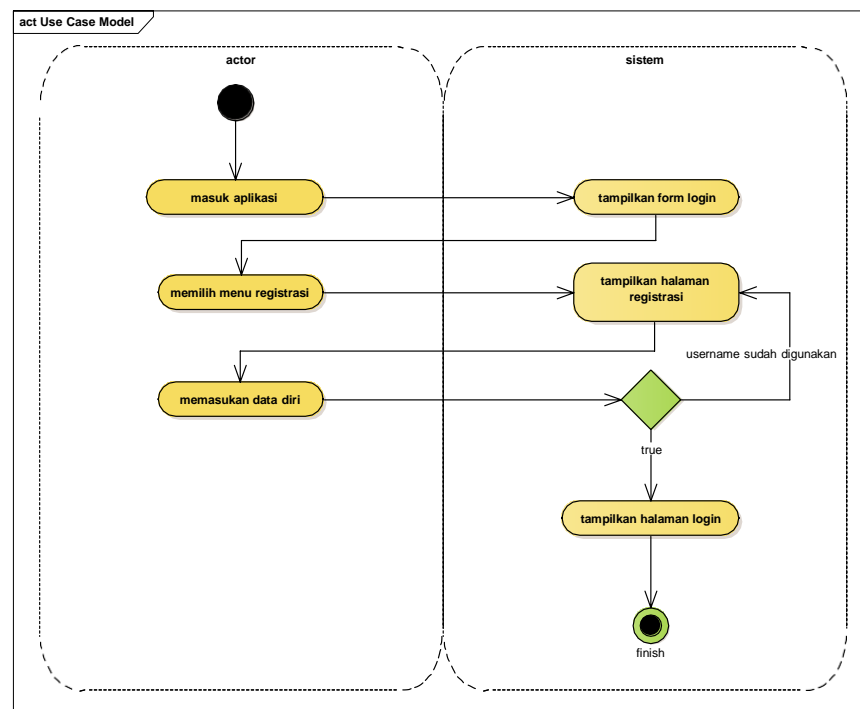 act Use Case Model
actor
sistem
masuk aplikasi
tampilkan form login
memilih menu registrasi
tampilkan halaman
registrasi
username sudah digunakan
memasukan data diri
true
tampilkan halaman login
finish